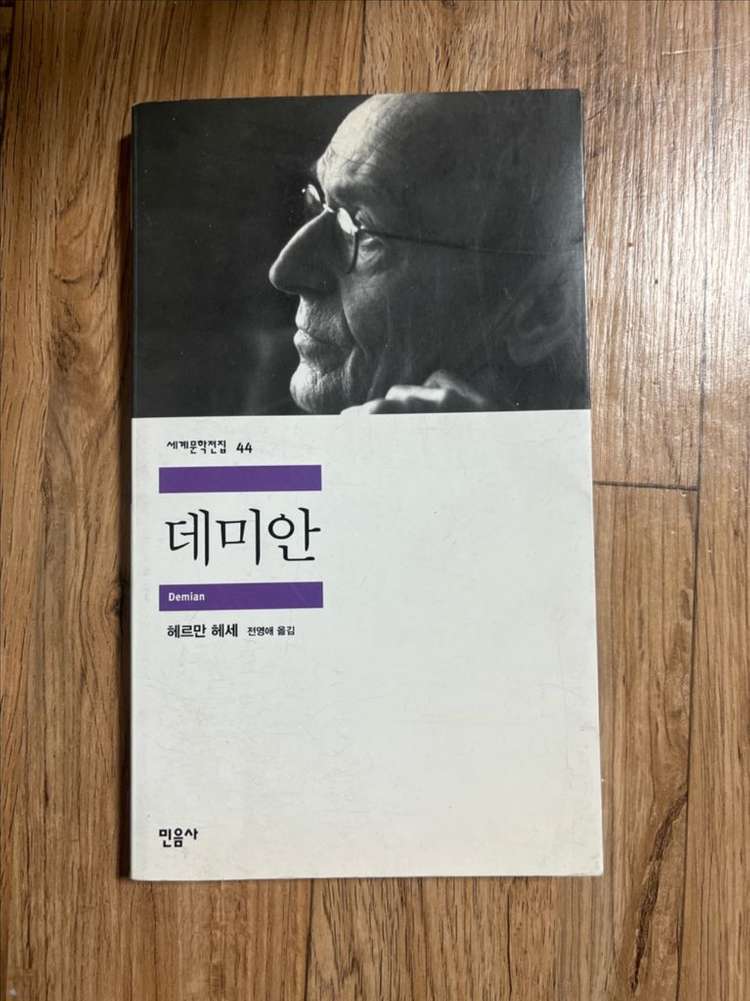 세계문학전집 44
데미안
Demian
헤르만 헤세 전영애 옮김
민음사